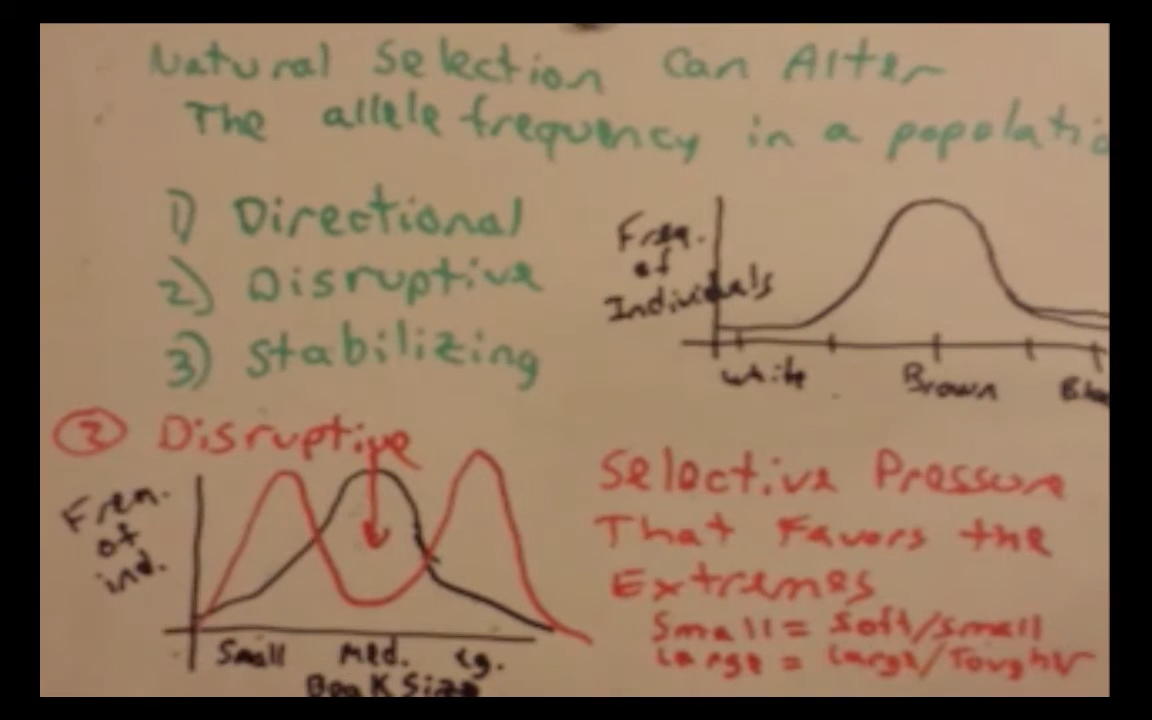 Natural Selection Can Alter
The allele frequency in a popolatio
1) Directional
2) Disruptive
3) Stabilizing
Freq.
of
Individuals
White Brown
② Disruptive
Fren.
of
ind.
Small Med. Lg.
Beak Size
Selective Pressure
That Favors the
Extremes
Small = Soft/Small
Large = Large/Tougher